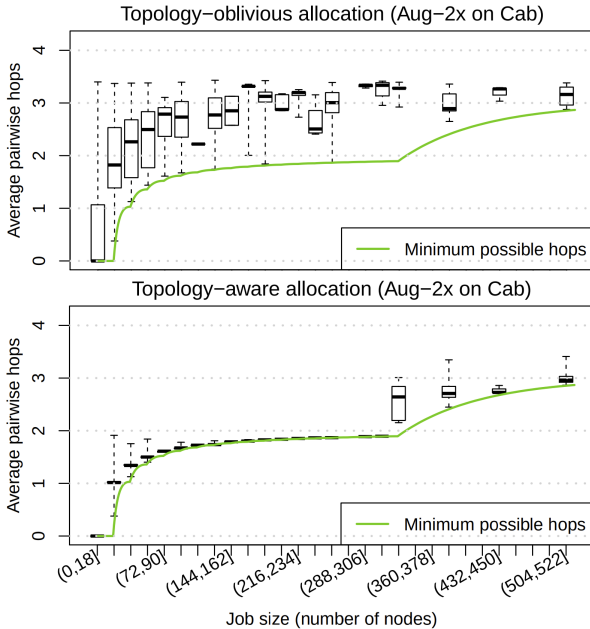 Topology−oblivious allocation (Aug−2x on Cab)
Average pairwise hops
4
3
2
1
0
Minimum possible hops
Topology−aware allocation (Aug−2x on Cab)
Average pairwise hops
4
3
2
1
0
Minimum possible hops
(0,18]
(72,90]
(144,162]
(216,234]
(288,306]
(360,378]
(432,450]
(504,522]
Job size (number of nodes)